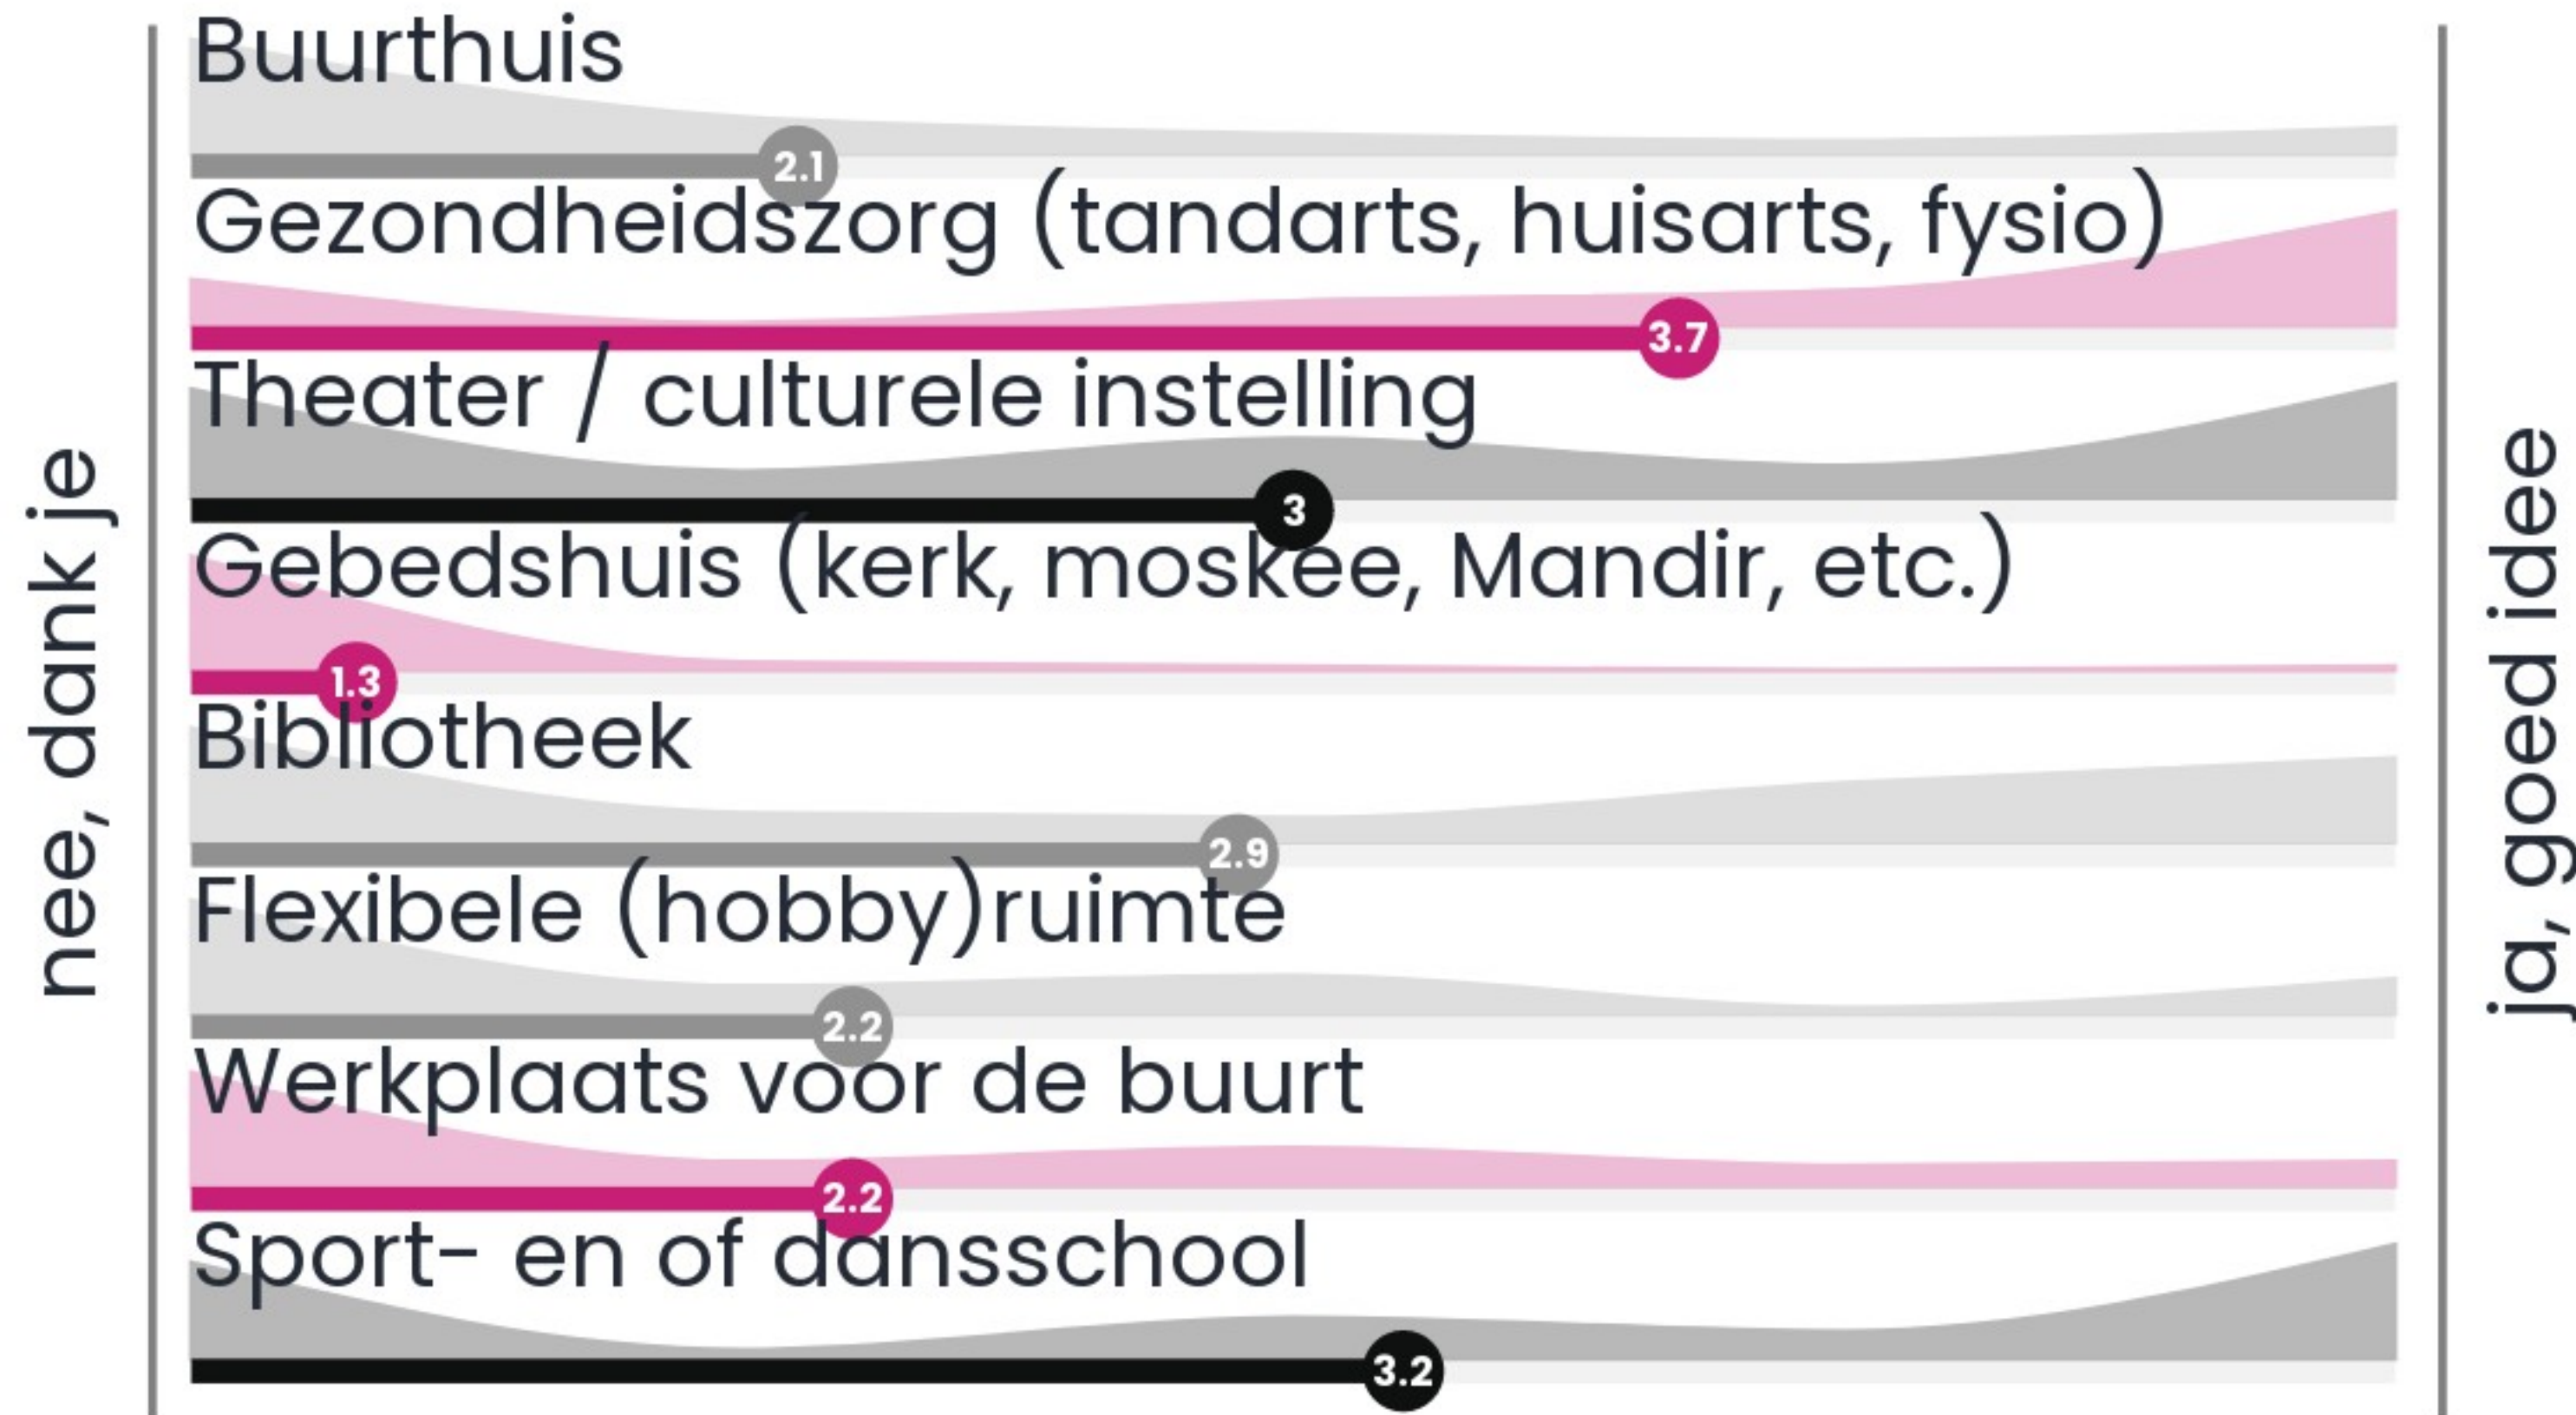 Buurthuis
2.1
Gezondheidszorg (tandarts, huisarts, fysio)
3.7
Theater / culturele instelling
3
Gebedshuis (kerk, moskee, Mandir, etc.)
1.3
Bibliotheek
2.9
Flexibele (hobby)ruimte
2.2
Werkplaats voor de buurt
2.2
Sport- en of dansschool
3.2
nee, dank je
ja, goed idee